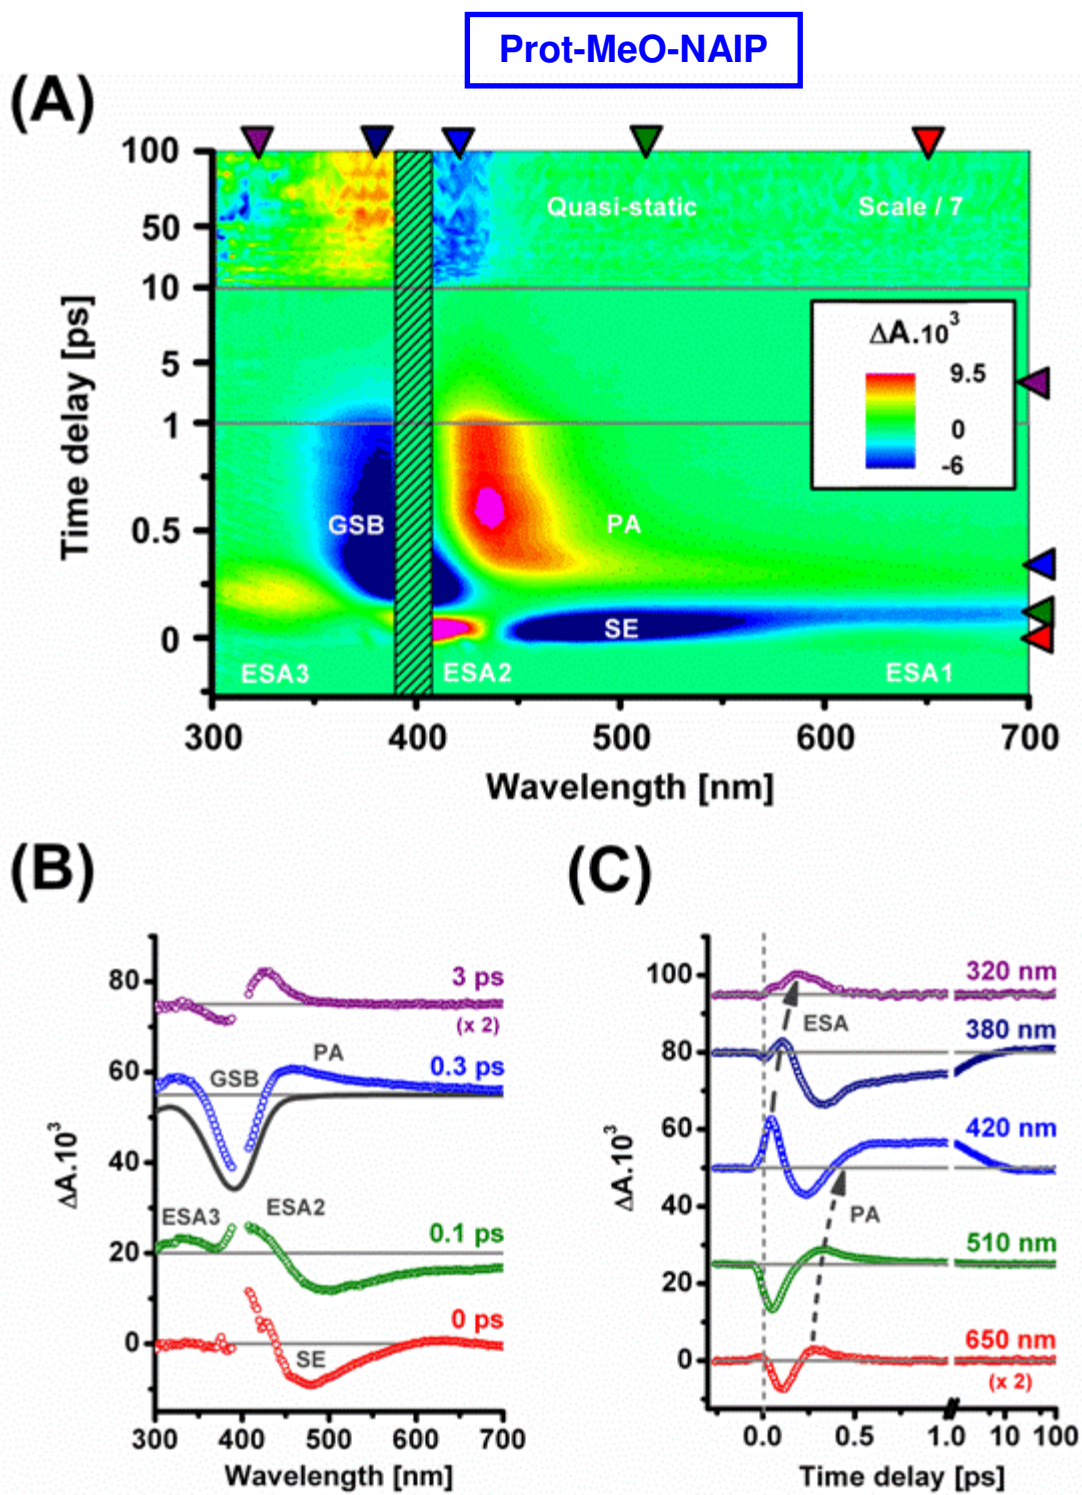 Prot-MeO-NAIP
(A)
100
50
10
5
1
0.5
0
Time delay [ps]
Quasi-static
Scale / 7
ΔA.10³
9.5
0
-6
GSB
PA
SE
ESA3
ESA2
ESA1
300
400
500
600
700
Wavelength [nm]
(B)
80
60
40
20
0
ΔA.10³
3 ps
(x 2)
PA
0.3 ps
GSB
ESA3
ESA2
0.1 ps
0 ps
SE
300
400
500
600
700
Wavelength [nm]
(C)
100
80
60
40
20
0
ΔA.10³
320 nm
ESA
380 nm
420 nm
PA
510 nm
650 nm
(x 2)
0.0
0.5
1.0
10
100
Time delay [ps]